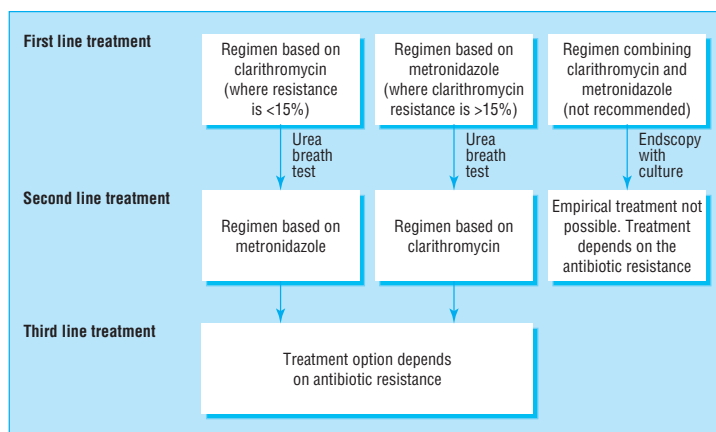 First line treatment
Regimen based on
clarithromycin
(where resistance
is <15%)
Regimen based on
metronidazole
(where clarithromycin
resistance is >15%)
Regimen combining
clarithromycin and
metronidazole
(not recommended)
Urea
breath
test
Urea
breath
test
Endscopy
with
culture
Second line treatment
Regimen based on
metronidazole
Regimen based on
clarithromycin
Empirical treatment not
possible. Treatment
depends on the
antibiotic resistance
Third line treatment
Treatment option depends
on antibiotic resistance